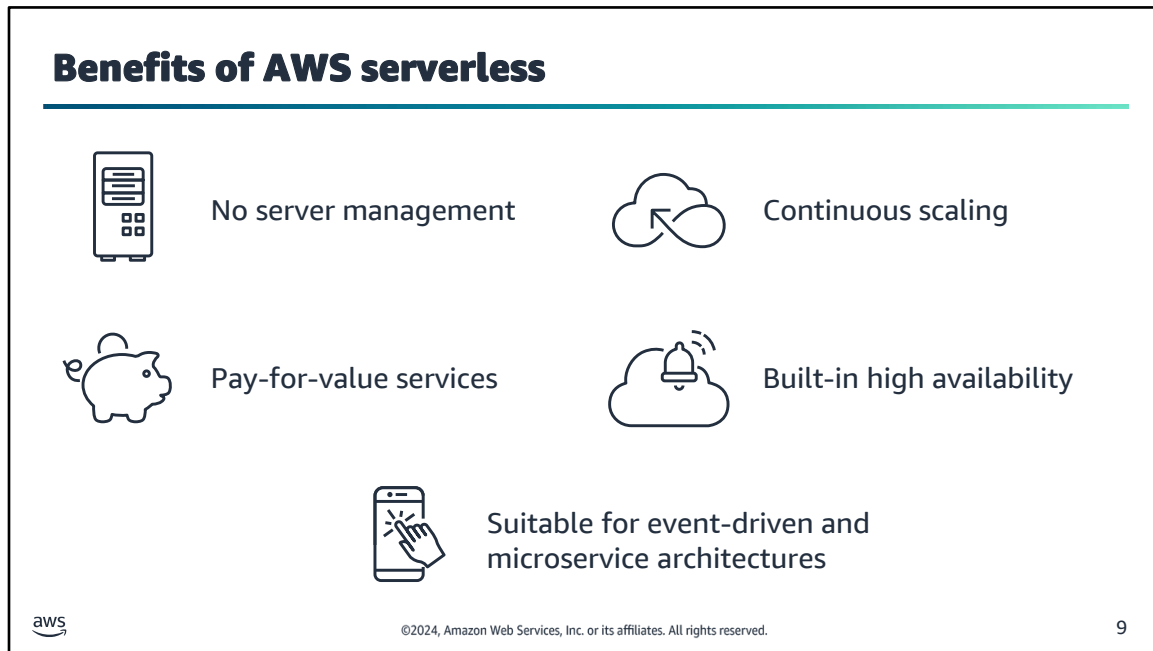 Benefits of AWS serverless
No server management
Continuous scaling
Pay-for-value services
Built-in high availability
Suitable for event-driven and
microservice architectures
aws
©2024, Amazon Web Services, Inc. or its affiliates. All rights reserved.
9